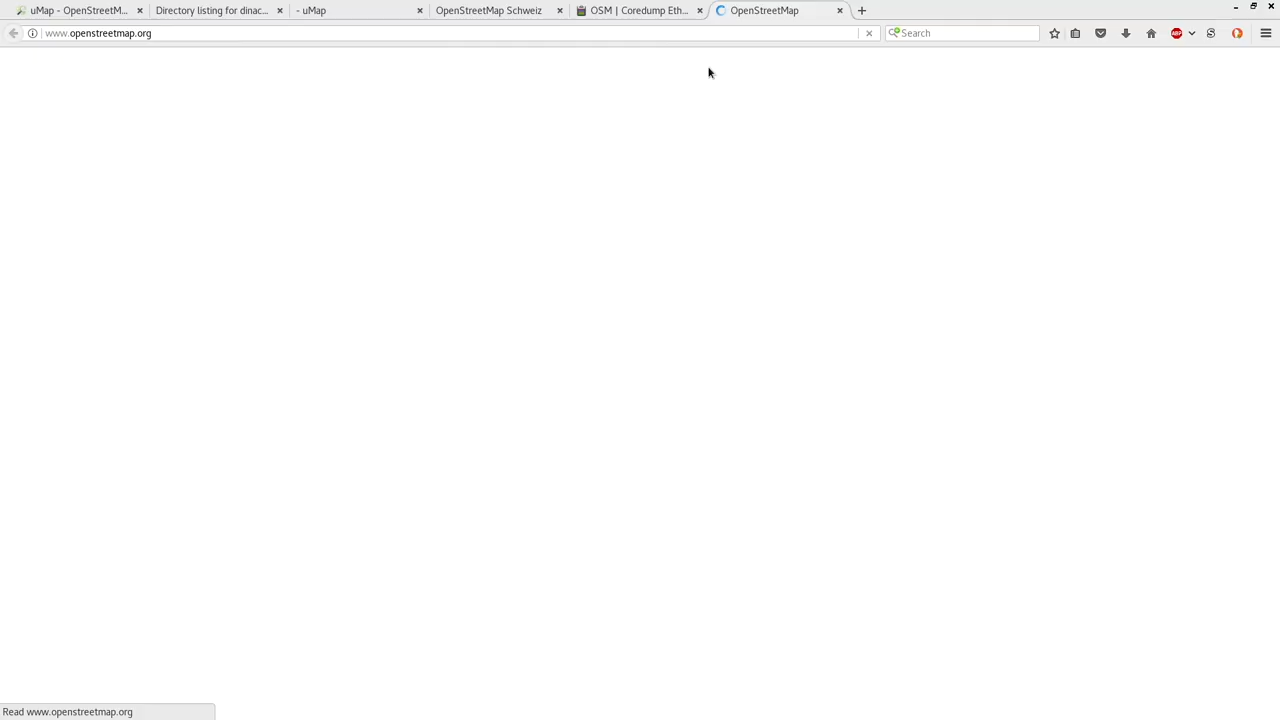 uMap - OpenStreetM... Directory listing for dinac... - uMap OpenStreetMap Schweiz OSM | Coredump Eth... OpenStreetMap
www.openstreetmap.org Search ABP S
Read www.openstreetmap.org